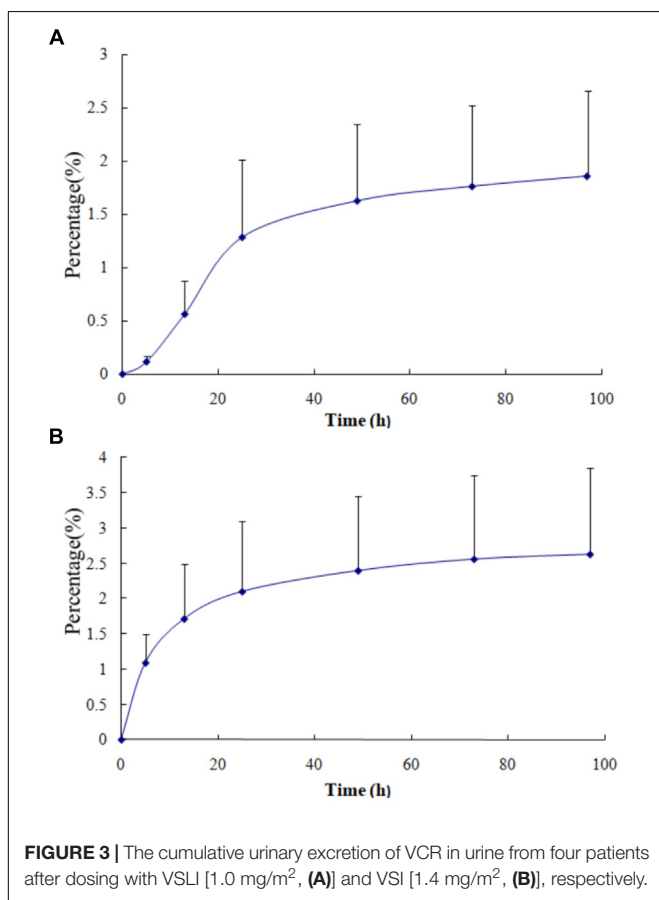 A
3
2.5
2
1.5
1
0.5
0
Percentage(%)
0 20 40 60 80 100
Time (h)
B
4
3.5
3
2.5
2
1.5
1
0.5
0
Percentage(%)
0 20 40 60 80 100
Time (h)
FIGURE 3 | The cumulative urinary excretion of VCR in urine from four patients
after dosing with VSLI [1.0 mg/m², (A)] and VSI [1.4 mg/m², (B)], respectively.